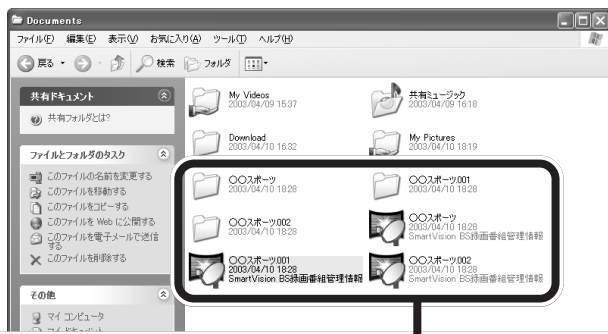 Documents
ファイル(F) 編集(E) 表示(V) お気に入り(A) ツール(T) ヘルプ(H)
戻る 検索 フォルダ
共有ドキュメント
共有フォルダとは?
ファイルとフォルダのタスク
このファイルの名前を変更する
このファイルを移動する
このファイルをコピーする
このファイルを Web に公開する
このファイルを電子メールで送信する
このファイルを削除する
その他
マイ コンピュータ
My Videos
2003/04/09 15:37
共有ミュージック
2003/04/09 16:18
Download
2003/04/10 16:32
My Pictures
2003/04/10 18:19
○○スポーツ
2003/04/10 18:28
○○スポーツ.001
2003/04/10 18:28
○○スポーツ.002
2003/04/10 18:28
○○スポーツ
2003/04/10 18:28
SmartVision BS録画番組管理情報
○○スポーツ.001
2003/04/10 18:28
SmartVision BS録画番組管理情報
○○スポーツ.002
2003/04/10 18:28
SmartVision BS録画番組管理情報